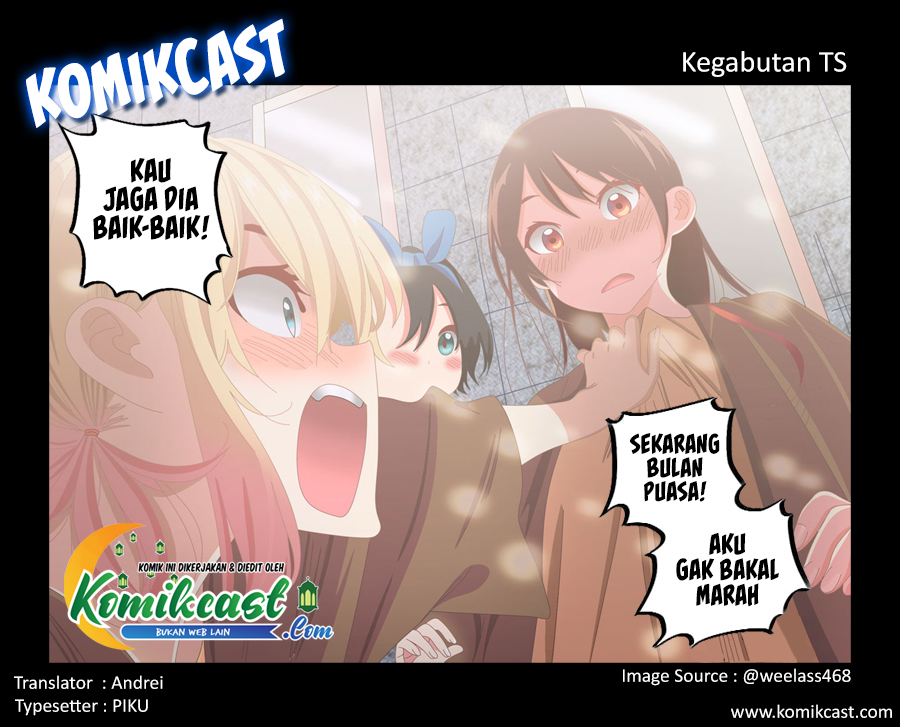 KOMIKCAST
Kegabutan TS
KAU
JAGA DIA
BAIK-BAIK!
SEKARANG
BULAN
PUASA!
AKU
GAK BAKAL
MARAH
KOMIK INI DIKERJAKAN & DIEDIT OLEH
Komikcast
BUKAN WEB LAIN
.Com
Translator : Andrei
Typesetter : PIKU
Image Source : @weelass468
www.komikcast.com